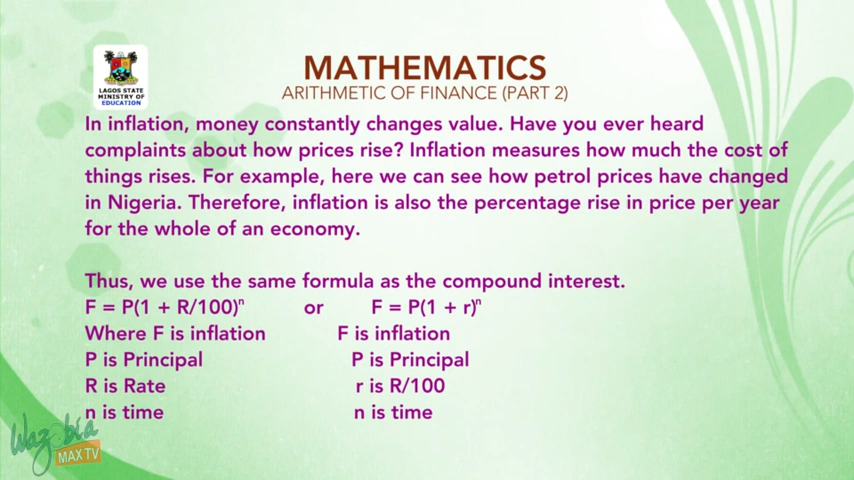 LAGOS STATE
MINISTRY OF
EDUCATION
MATHEMATICS
ARITHMETIC OF FINANCE (PART 2)
In inflation, money constantly changes value. Have you ever heard
complaints about how prices rise? Inflation measures how much the cost of
things rises. For example, here we can see how petrol prices have changed
in Nigeria. Therefore, inflation is also the percentage rise in price per year
for the whole of an economy.
Thus, we use the same formula as the compound interest.
F = P(1 + R/100)ⁿ or F = P(1 + r)ⁿ
Where F is inflation F is inflation
P is Principal P is Principal
R is Rate r is R/100
n is time n is time
Wazobia
MAX TV